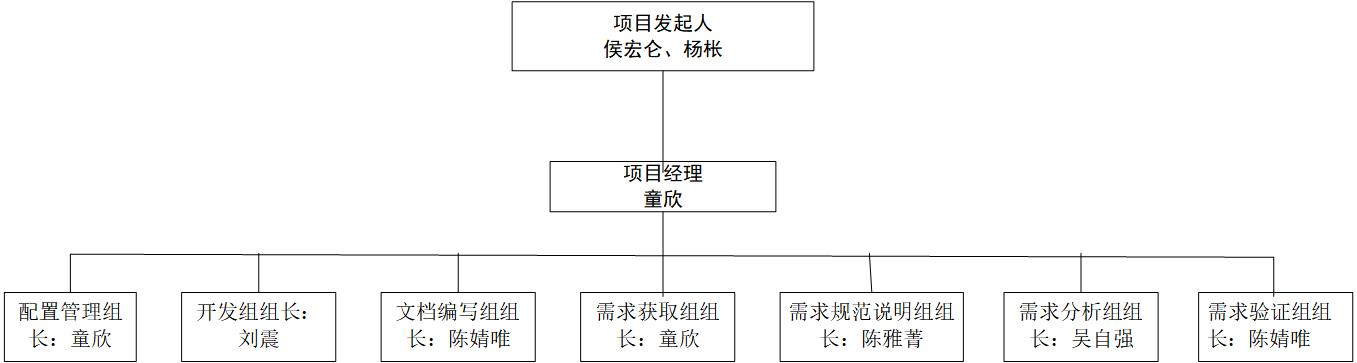 项目发起人
侯宏仑、杨枨
项目经理
童欣
配置管理组
长：童欣
开发组组长：
刘震
文档编写组组
长：陈婧唯
需求获取组组
长：童欣
需求规范说明组组
长：陈雅菁
需求分析组组
长：吴自强
需求验证组组
长：陈婧唯